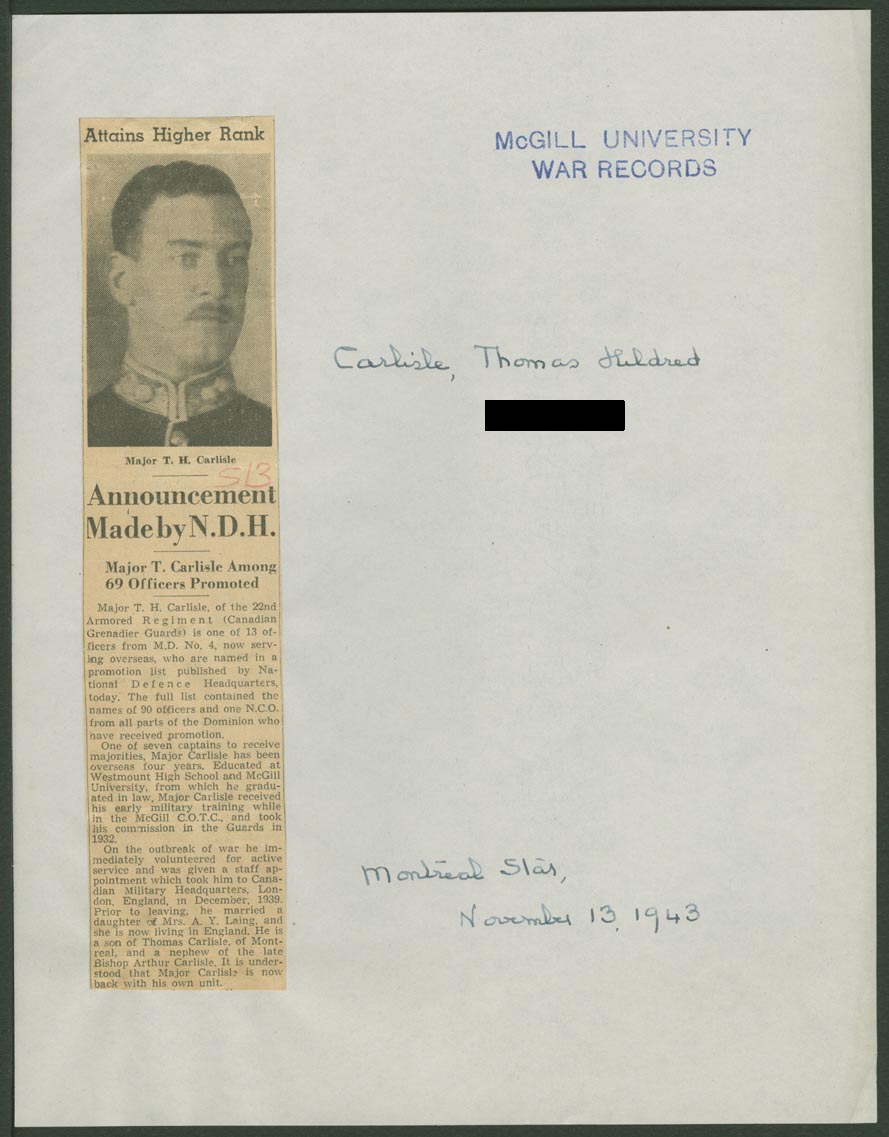 Attains Higher Rank
Major T. H. Carlisle
S13
Announcement
Made by N.D.H.
Major T. Carlisle Among
69 Officers Promoted
Major T. H. Carlisle, of the 22nd
Armored Regiment (Canadian
Grenadier Guards) is one of 13 of-
ficers from M.D. No. 4, now serv-
ing overseas, who are named in a
promotion list published by Na-
tional Defence Headquarters,
today. The full list contained the
names of 90 officers and one N.C.O.
from all parts of the Dominion who
have received promotion.
One of seven captains to receive
majorities, Major Carlisle has been
overseas four years. Educated at
Westmount High School and McGill
University, from which he gradu-
ated in law, Major Carlisle received
his early military training while
in the McGill C.O.T.C., and took
his commission in the Guards in
1932.
On the outbreak of war he im-
mediately volunteered for active
service and was given a staff ap-
pointment which took him to Cana-
dian Military Headquarters, Lon-
don, England, in December, 1939.
Prior to leaving, he married a
daughter of Mrs. A. Y. Laing, and
she is now living in England. He is
a son of Thomas Carlisle, of Mont-
real, and a nephew of the late
Bishop Arthur Carlisle. It is under-
stood that Major Carlisle is now
back with his own unit.
McGILL UNIVERSITY
WAR RECORDS
Carlisle, Thomas Hildred
Montreal Star,
November 13, 1943